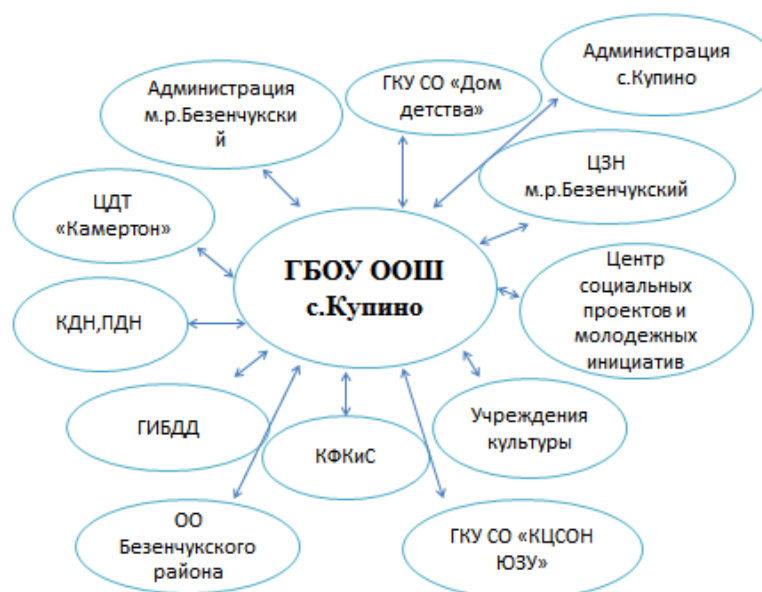 Администрация
с.Купино
ГКУ СО «Дом
детства»
Администрация
м.р.Безенчукски
й
ЦЗН
м.р.Безенчукский
ЦДТ
«Камертон»
ГБОУ ООШ
с.Купино
Центр
социальных
проектов и
молодежных
инициатив
КДН,ПДН
ГИБДД
КФКиС
Учреждения
культуры
ОО
Безенчукского
района
ГКУ СО «КЦСОН
ЮЗУ»